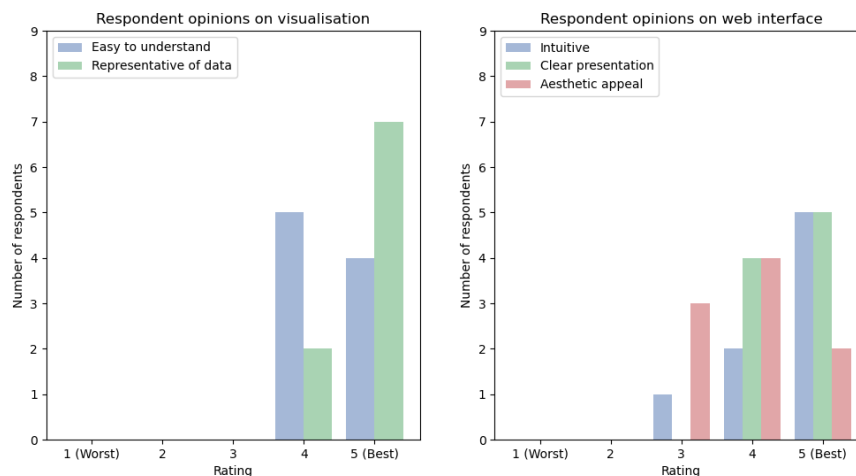 Respondent opinions on visualisation
9
8
7
6
5
4
3
2
1
0
Number of respondents
Easy to understand
Representative of data
1 (Worst)
2
3
4
5 (Best)
Rating
Respondent opinions on web interface
9
8
7
6
5
4
3
2
1
0
Number of respondents
Intuitive
Clear presentation
Aesthetic appeal
1 (Worst)
2
3
4
5 (Best)
Rating